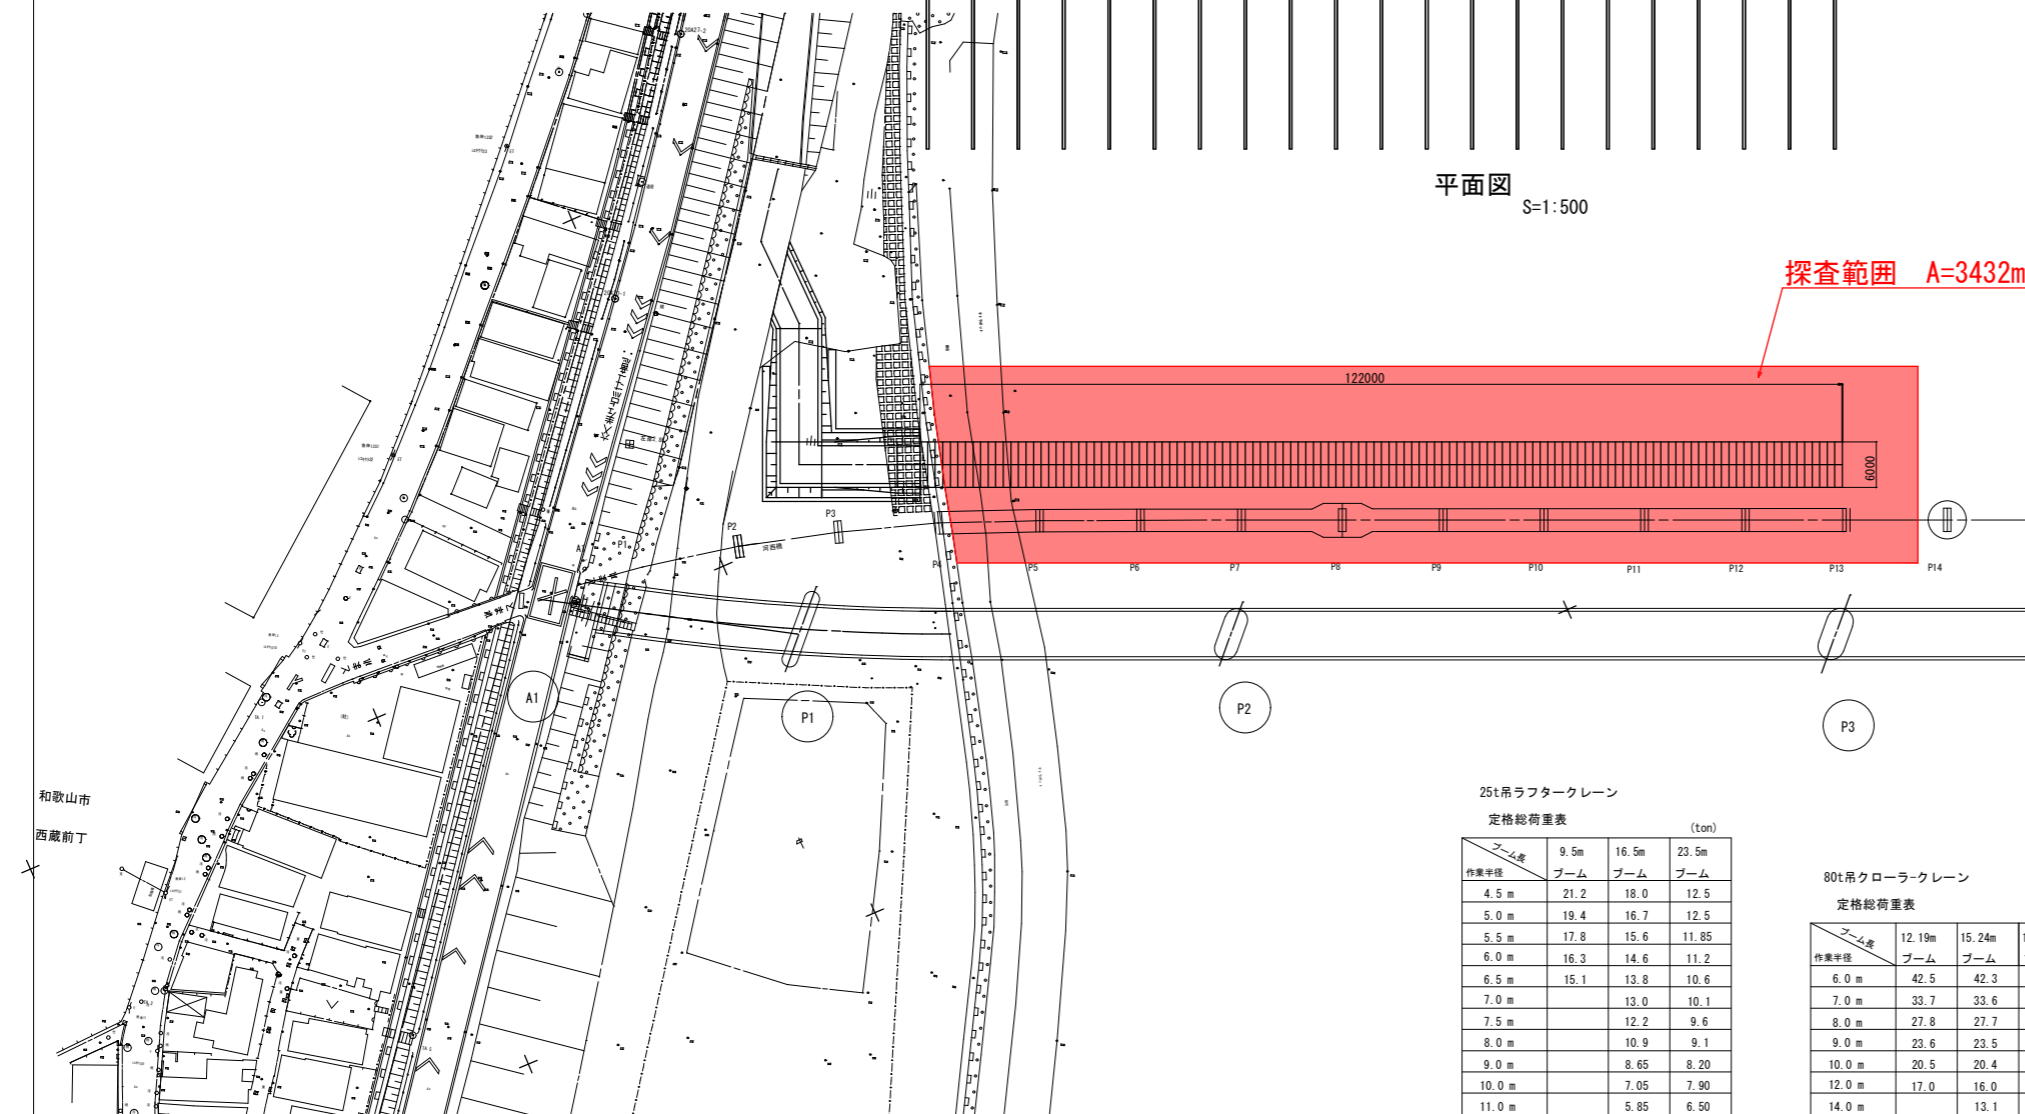 平面図
S=1:500
探査範囲 A=3432m
122000
6000
P2
P3
河西橋
A1
P1
P4
P5
P6
P7
P8
P9
P10
P11
P12
P13
P14
A1
P1
P2
P3
和歌山市
西蔵前丁
25t吊ラフタークレーン
定格総荷重表
(ton)
ブーム長 9.5m 16.5m 23.5m
作業半径 ブーム ブーム ブーム
4.5 m 21.2 18.0 12.5
5.0 m 19.4 16.7 12.5
5.5 m 17.8 15.6 11.85
6.0 m 16.3 14.6 11.2
6.5 m 15.1 13.8 10.6
7.0 m 13.0 10.1
7.5 m 12.2 9.6
8.0 m 10.9 9.1
9.0 m 8.65 8.20
10.0 m 7.05 7.90
11.0 m 5.85 6.50
80t吊クローラ-クレーン
定格総荷重表
ブーム長 12.19m 15.24m
作業半径 ブーム ブーム
6.0 m 42.5 42.3
7.0 m 33.7 33.6
8.0 m 27.8 27.7
9.0 m 23.6 23.5
10.0 m 20.5 20.4
12.0 m 17.0 16.0
14.0 m 13.1